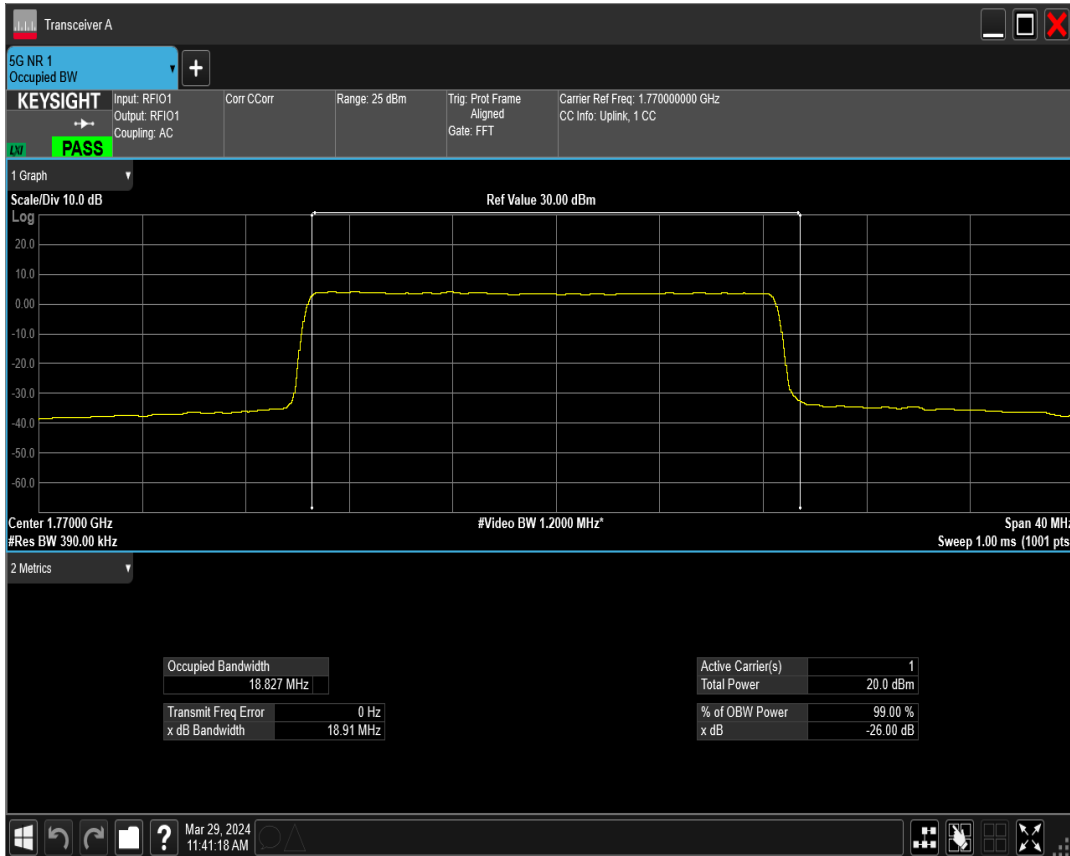 Transceiver A
5G NR 1
Occupied BW
KEYSIGHT
LXI
PASS
Input: RFIO1
Output: RFIO1
Coupling: AC
Corr CCorr
Range: 25 dBm
Trig: Prot Frame
Aligned
Gate: FFT
Carrier Ref Freq: 1.770000000 GHz
CC Info: Uplink, 1 CC
1 Graph
Scale/Div 10.0 dB
Ref Value 30.00 dBm
Log
20.0
10.0
0.00
-10.0
-20.0
-30.0
-40.0
-50.0
-60.0
Center 1.77000 GHz
#Video BW 1.2000 MHz*
Span 40 MHz
#Res BW 390.00 kHz
Sweep 1.00 ms (1001 pts
2 Metrics
Occupied Bandwidth
18.827 MHz
Transmit Freq Error 0 Hz
x dB Bandwidth 18.91 MHz
Active Carrier(s) 1
Total Power 20.0 dBm
% of OBW Power 99.00 %
x dB -26.00 dB
?
Mar 29, 2024
11:41:18 AM